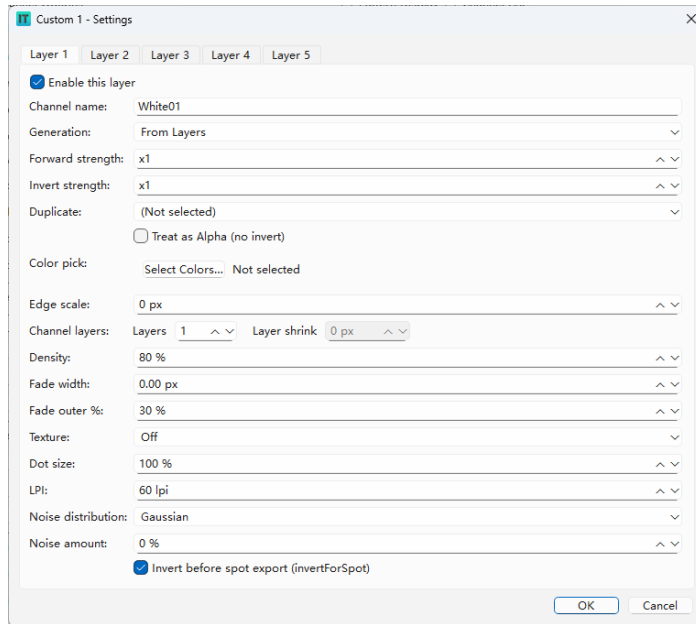 IT Custom 1 - Settings
Layer 1 Layer 2 Layer 3 Layer 4 Layer 5
Enable this layer
Channel name: White01
Generation: From Layers
Forward strength: x1
Invert strength: x1
Duplicate: (Not selected)
Treat as Alpha (no invert)
Color pick: Select Colors... Not selected
Edge scale: 0 px
Channel layers: Layers 1 Layer shrink 0 px
Density: 80 %
Fade width: 0.00 px
Fade outer %: 30 %
Texture: Off
Dot size: 100 %
LPI: 60 lpi
Noise distribution: Gaussian
Noise amount: 0 %
Invert before spot export (invertForSpot)
OK Cancel